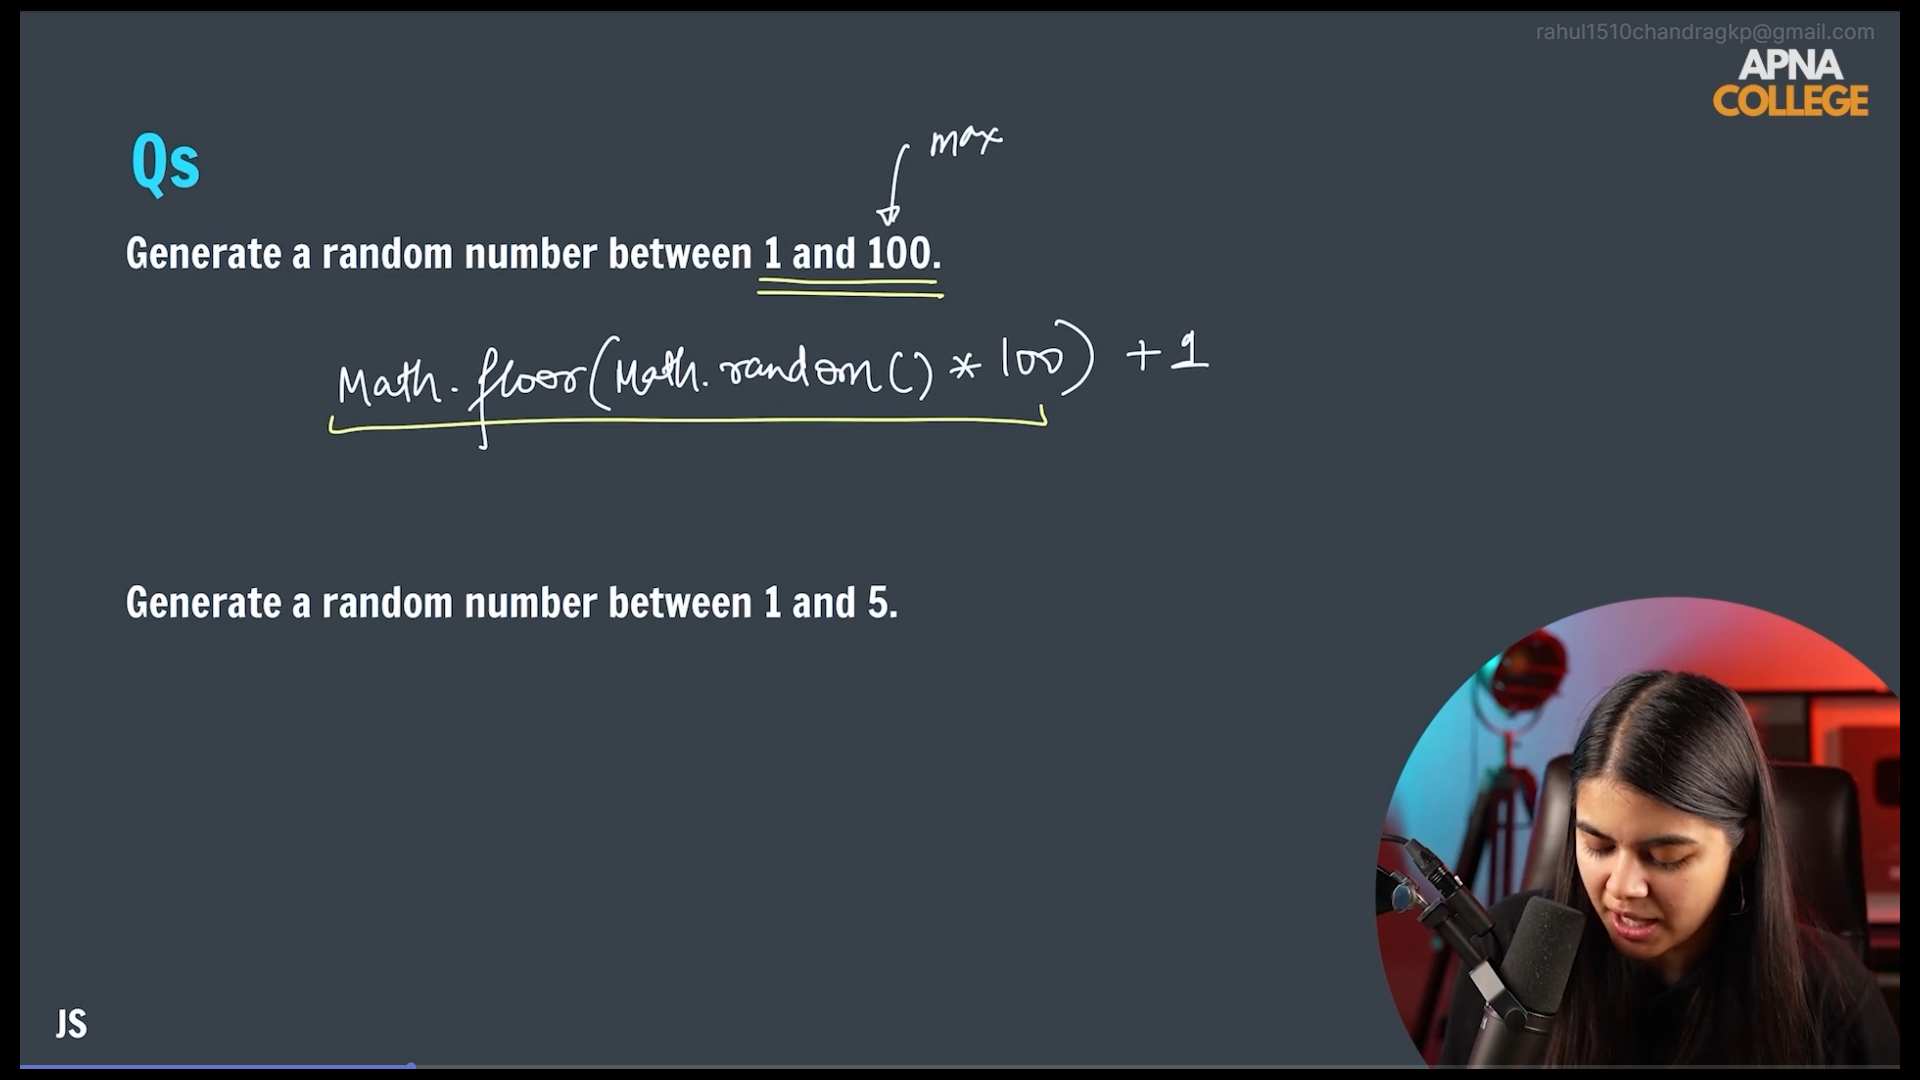 rahul1510chandragkp@gmail.com
APNA
COLLEGE
Qs
max
Generate a random number between 1 and 100.
Math.floor(Math.random() * 100) + 1
Generate a random number between 1 and 5.
JS